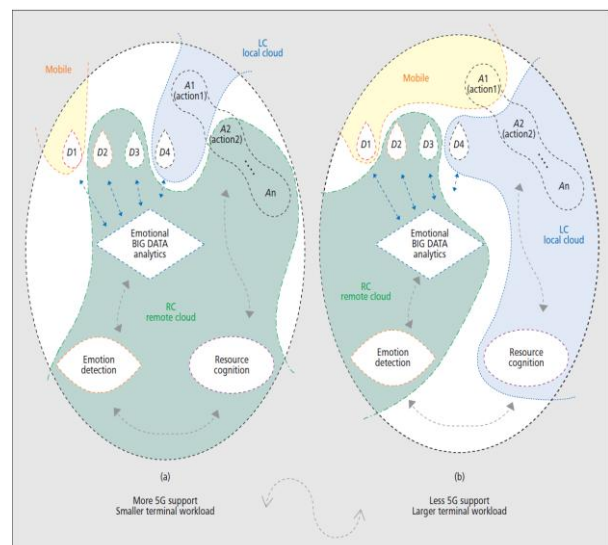 LC
local cloud
Mobile
A1
(action1)
A2
(action2)
D1
D2
D3
D4
An
Emotional
BIG DATA
analytics
RC
remote cloud
Emotion
detection
Resource
cognition
(a)
More 5G support
Smaller terminal workload
Mobile
A1
(action1)
A2
(action2)
D1
D2
D3
D4
An
Emotional
BIG DATA
analytics
LC
local cloud
RC
remote cloud
Emotion
detection
Resource
cognition
(b)
Less 5G support
Larger terminal workload